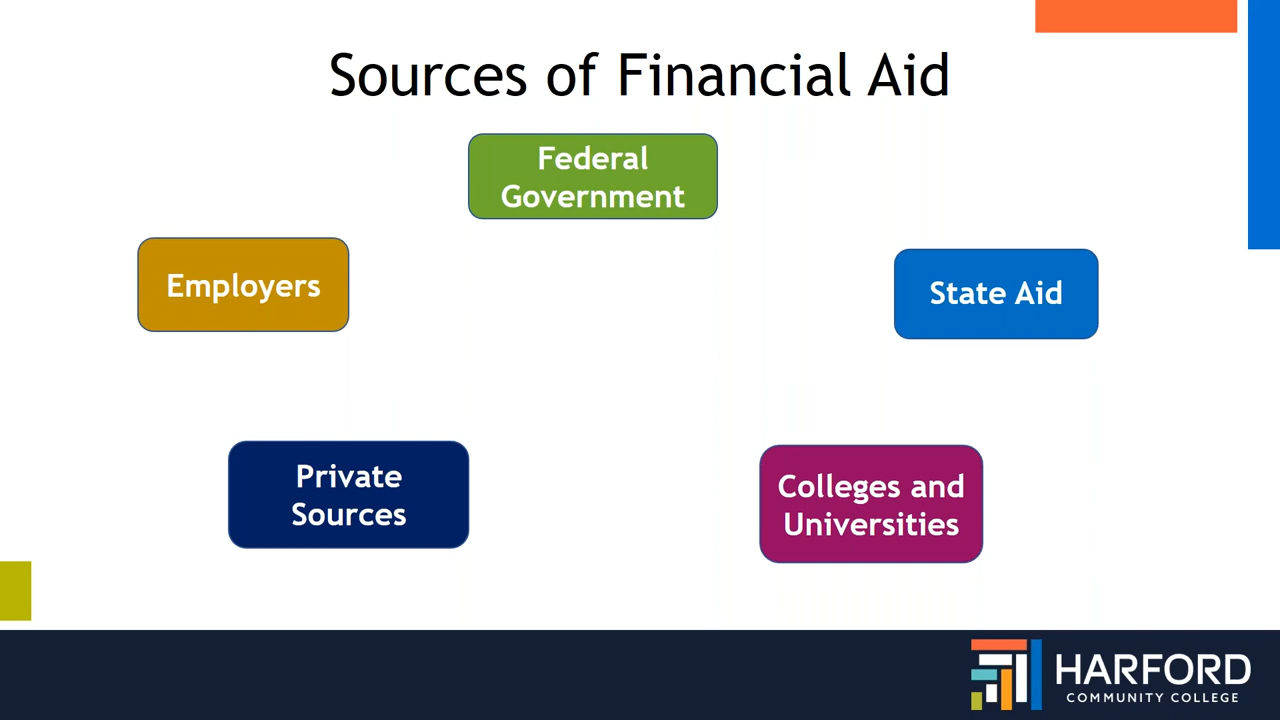 Sources of Financial Aid
Federal
Government
Employers
State Aid
Private
Sources
Colleges and
Universities
HARFORD
COMMUNITY COLLEGE